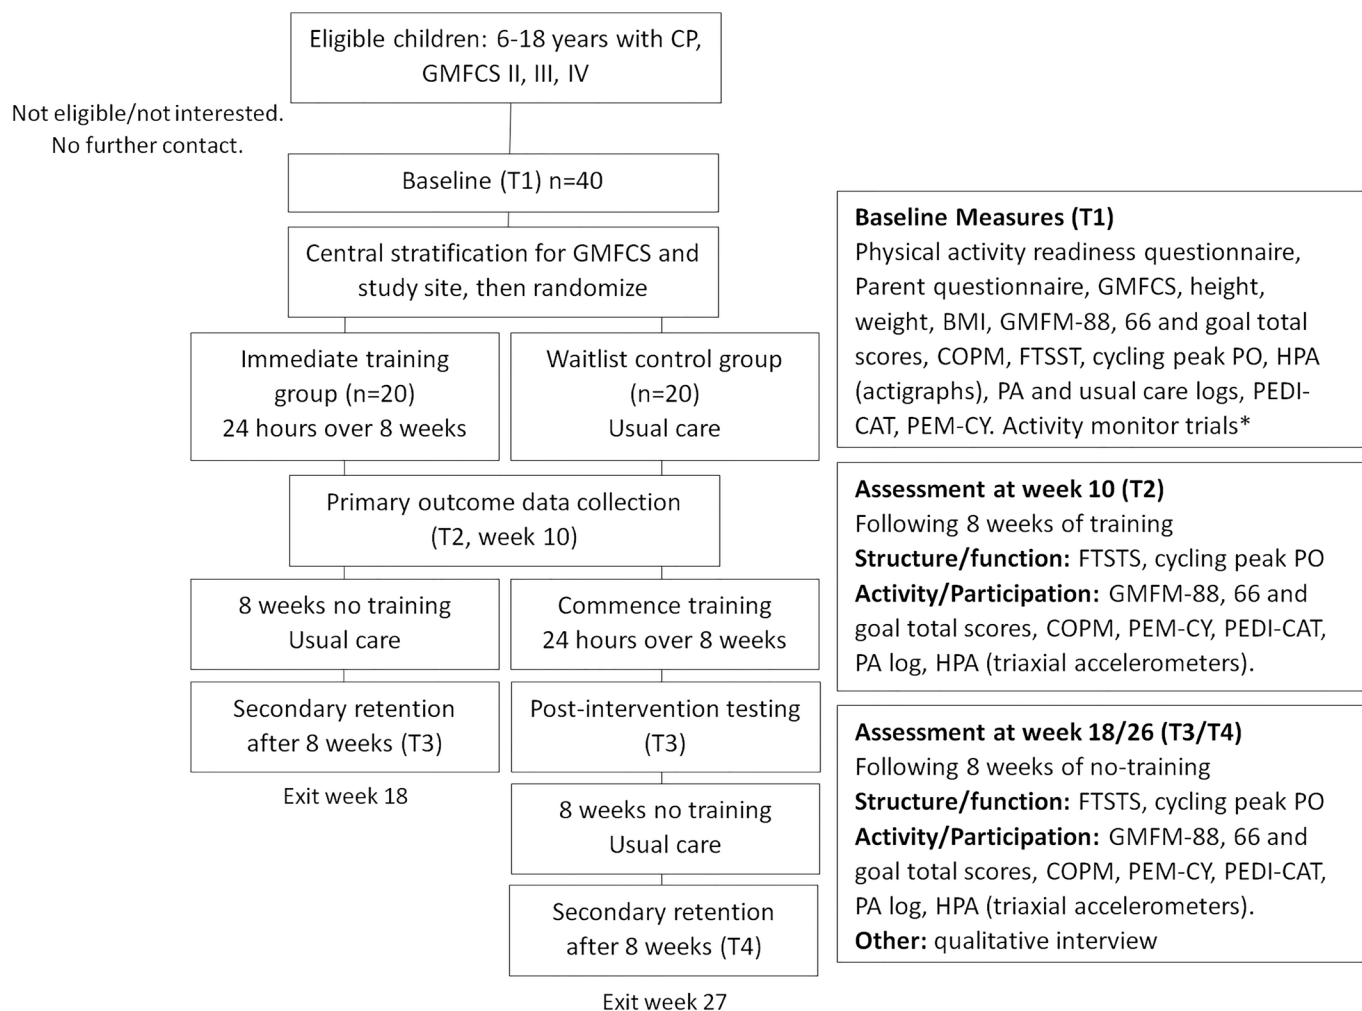 Eligible children: 6-18 years with CP,
GMFCS II, III, IV
Not eligible/not interested.
No further contact.
Baseline (T1) n=40
Central stratification for GMFCS and
study site, then randomize
Immediate training
group (n=20)
24 hours over 8 weeks
Waitlist control group
(n=20)
Usual care
Primary outcome data collection
(T2, week 10)
8 weeks no training
Usual care
Commence training
24 hours over 8 weeks
Secondary retention
after 8 weeks (T3)
Exit week 18
Post-intervention testing
(T3)
8 weeks no training
Usual care
Secondary retention
after 8 weeks (T4)
Exit week 27
Baseline Measures (T1)
Physical activity readiness questionnaire,
Parent questionnaire, GMFCS, height,
weight, BMI, GMFM-88, 66 and goal total
scores, COPM, FTSST, cycling peak PO, HPA
(actigraphs), PA and usual care logs, PEDI-
CAT, PEM-CY. Activity monitor trials*
Assessment at week 10 (T2)
Following 8 weeks of training
Structure/function: FTSTS, cycling peak PO
Activity/Participation: GMFM-88, 66 and
goal total scores, COPM, PEM-CY, PEDI-CAT,
PA log, HPA (triaxial accelerometers).
Assessment at week 18/26 (T3/T4)
Following 8 weeks of no-training
Structure/function: FTSTS, cycling peak PO
Activity/Participation: GMFM-88, 66 and
goal total scores, COPM, PEM-CY, PEDI-CAT,
PA log, HPA (triaxial accelerometers).
Other: qualitative interview